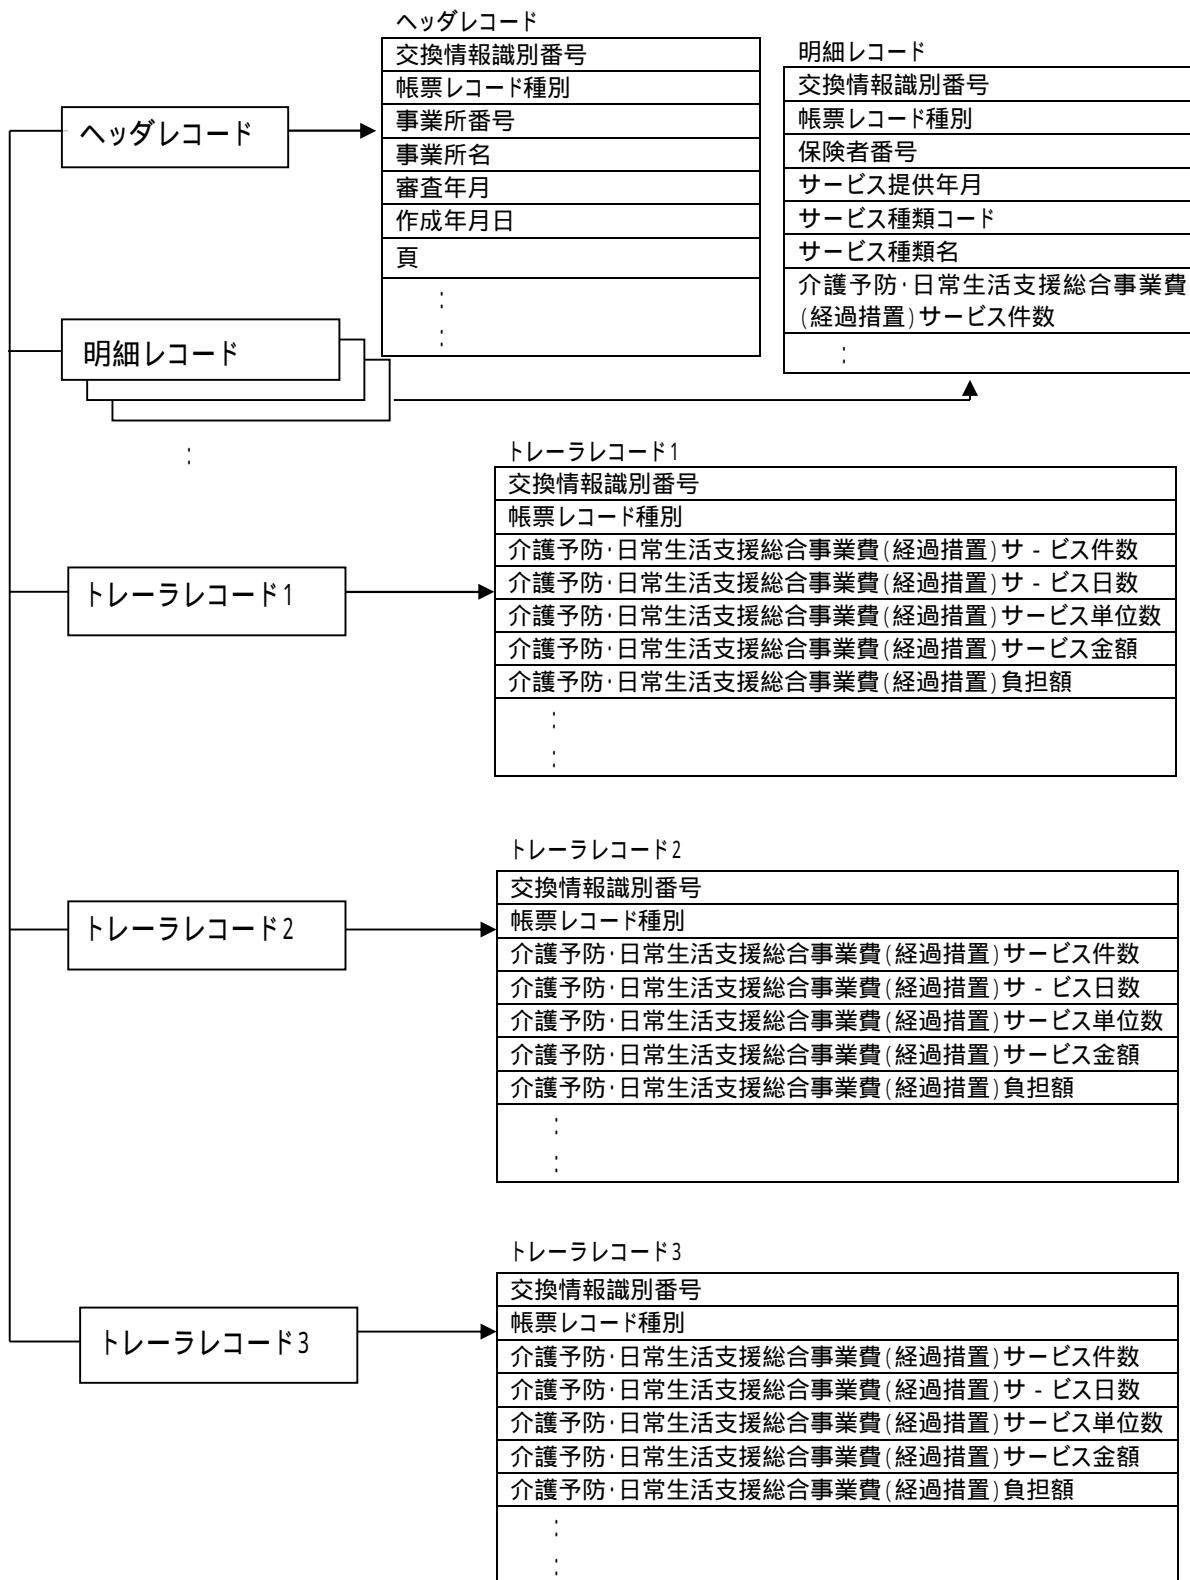 ヘッダレコード
交換情報識別番号
帳票レコード種別
事業所番号
事業所名
審査年月
作成年月日
頁
:
:
明細レコード
交換情報識別番号
帳票レコード種別
保険者番号
サービス提供年月
サービス種類コード
サービス種類名
介護予防・日常生活支援総合事業費
(経過措置)サービス件数
:
ヘッダレコード
明細レコード
:
トレーラレコード1
トレーラレコード1
交換情報識別番号
帳票レコード種別
介護予防・日常生活支援総合事業費(経過措置)サ-ビス件数
介護予防・日常生活支援総合事業費(経過措置)サ-ビス日数
介護予防・日常生活支援総合事業費(経過措置)サービス単位数
介護予防・日常生活支援総合事業費(経過措置)サービス金額
介護予防・日常生活支援総合事業費(経過措置)負担額
:
:
トレーラレコード2
トレーラレコード2
交換情報識別番号
帳票レコード種別
介護予防・日常生活支援総合事業費(経過措置)サービス件数
介護予防・日常生活支援総合事業費(経過措置)サ-ビス日数
介護予防・日常生活支援総合事業費(経過措置)サービス単位数
介護予防・日常生活支援総合事業費(経過措置)サービス金額
介護予防・日常生活支援総合事業費(経過措置)負担額
:
:
トレーラレコード3
トレーラレコード3
交換情報識別番号
帳票レコード種別
介護予防・日常生活支援総合事業費(経過措置)サービス件数
介護予防・日常生活支援総合事業費(経過措置)サ-ビス日数
介護予防・日常生活支援総合事業費(経過措置)サービス単位数
介護予防・日常生活支援総合事業費(経過措置)サービス金額
介護予防・日常生活支援総合事業費(経過措置)負担額
:
: